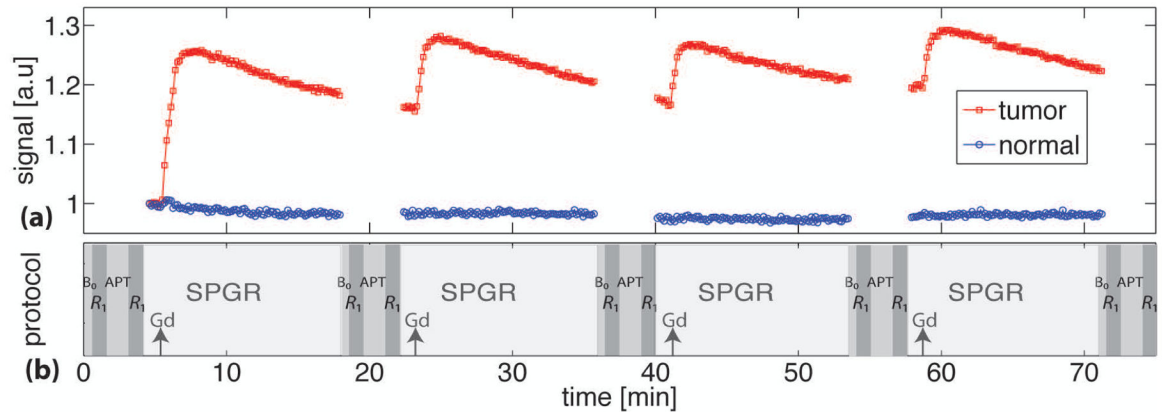 1.3
1.2
1.1
1
signal [a.u]
tumor
normal
(a)
protocol
B₀ APT
R₁ R₁
SPGR
Gd
B₀ APT
R₁ R₁
SPGR
Gd
B₀ APT
R₁ R₁
SPGR
Gd
B₀ APT
R₁ R₁
SPGR
Gd
B₀ APT
R₁ R₁
(b)
0 10 20 30 40 50 60 70
time [min]